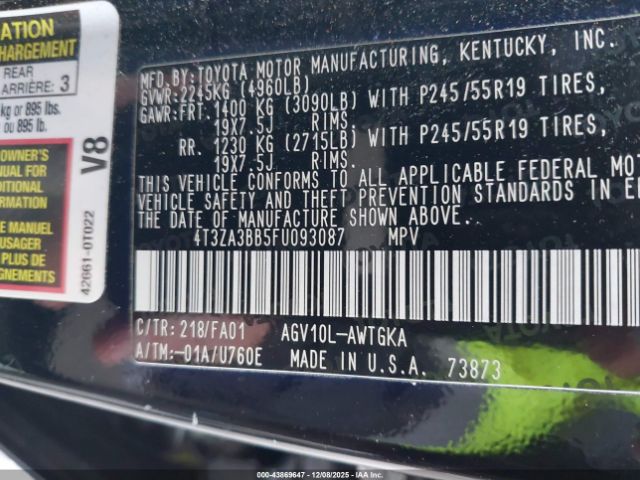 ATION
HARGEMENT
REAR
ARRIÈRE: 3
kg or 895 lbs.
ou 895 lb.
OWNER'S
NUAL FOR
DITIONAL
RMATION
LE MANUEL
POUR
USAGER
PLUS DE
EIGNEMENTS
V8
42661-0T022
MFD.BY:TOYOTA MOTOR MANUFACTURING, KENTUCKY, INC.
GVWR:2245KG (4960LB)
GAWR:FRT. 1400 KG (3090LB) WITH P245/55R19 TIRES,
19X7.5J RIMS.
RR. 1230 KG (2715LB) WITH P245/55R19 TIRES,
19X7.5J RIMS.
THIS VEHICLE CONFORMS TO ALL APPLICABLE FEDERAL MOT
VEHICLE SAFETY AND THEFT PREVENTION STANDARDS IN E
THE DATE OF MANUFACTURE SHOWN ABOVE.
4T3ZA3BB5FU093087 MPV
C/TR:218/FA01 AGV10L-AWTGKA
A/TM:-01A/U760E MADE IN U.S.A. 73873
000-43869647 - 12/08/2025 - IAAI.COM